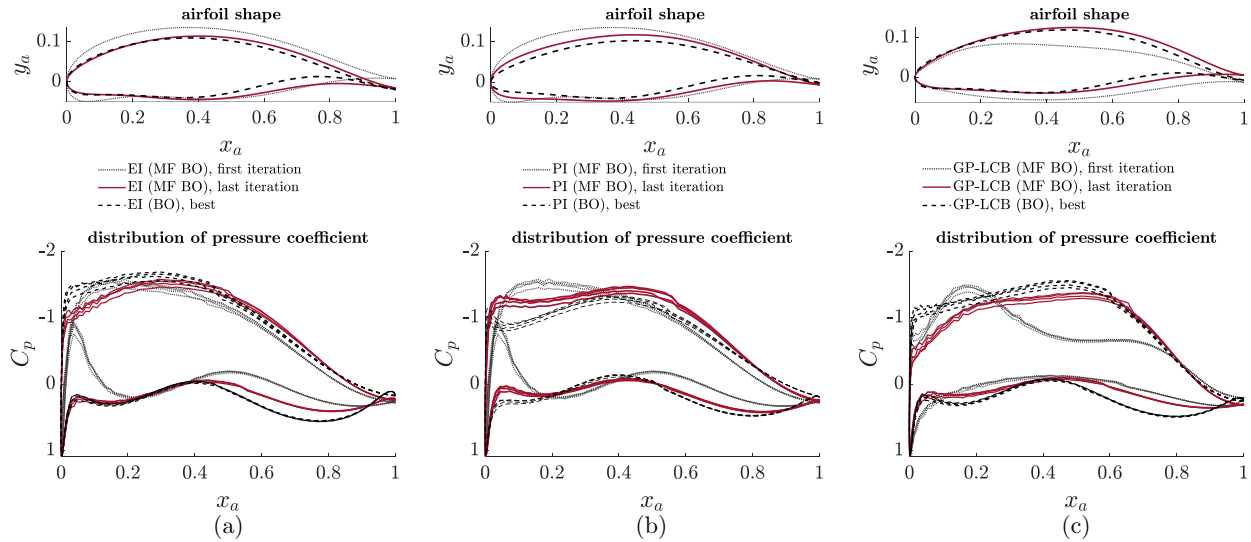 airfoil shape
0.1
y_a
0
0 0.2 0.4 0.6 0.8 1
x_a
EI (MF BO), first iteration
EI (MF BO), last iteration
EI (BO), best
distribution of pressure coefficient
-2
-1
C_p
0
1
0 0.2 0.4 0.6 0.8 1
x_a
(a)
airfoil shape
0.1
y_a
0
0 0.2 0.4 0.6 0.8 1
x_a
PI (MF BO), first iteration
PI (MF BO), last iteration
PI (BO), best
distribution of pressure coefficient
-2
-1
C_p
0
1
0 0.2 0.4 0.6 0.8 1
x_a
(b)
airfoil shape
0.1
y_a
0
0 0.2 0.4 0.6 0.8 1
x_a
GP-LCB (MF BO), first iteration
GP-LCB (MF BO), last iteration
GP-LCB (BO), best
distribution of pressure coefficient
-2
-1
C_p
0
1
0 0.2 0.4 0.6 0.8 1
x_a
(c)